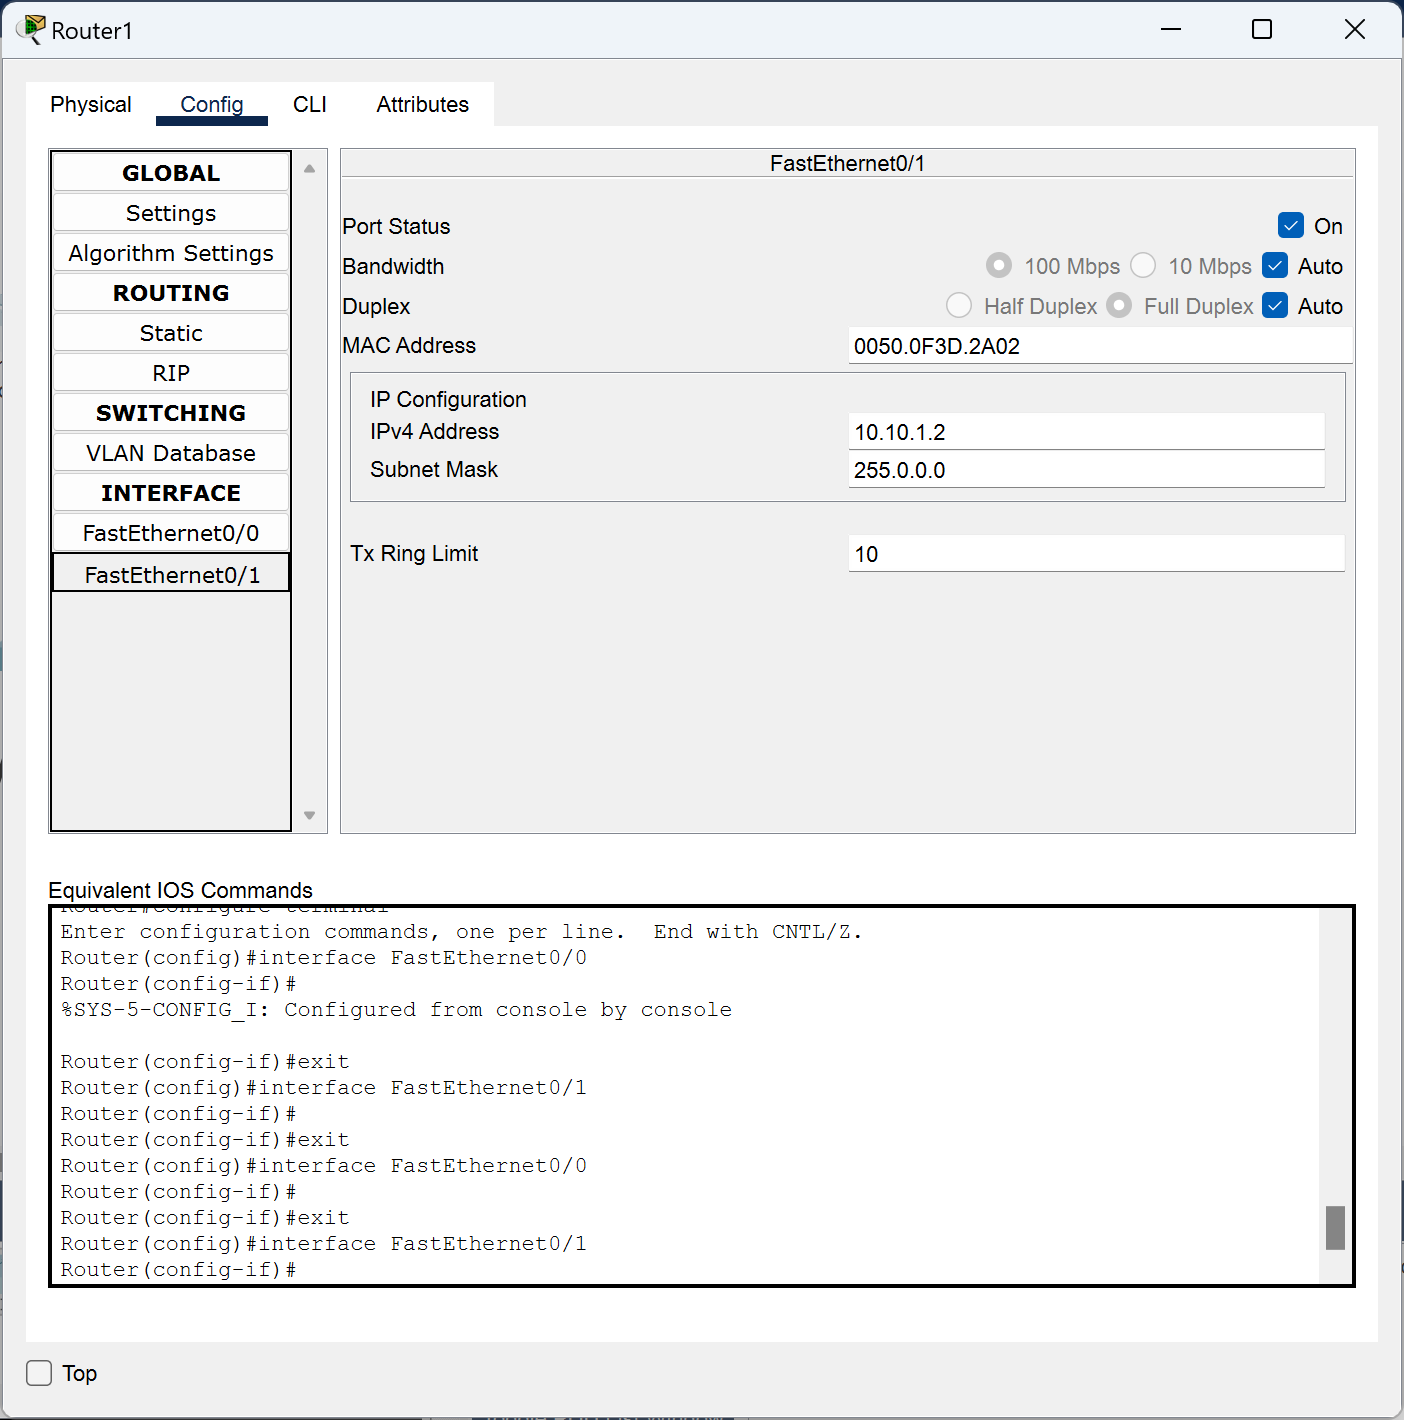 Router1
Physical Config CLI Attributes
GLOBAL
Settings
Algorithm Settings
ROUTING
Static
RIP
SWITCHING
VLAN Database
INTERFACE
FastEthernet0/0
FastEthernet0/1
FastEthernet0/1
Port Status On
Bandwidth 100 Mbps 10 Mbps Auto
Duplex Half Duplex Full Duplex Auto
MAC Address 0050.0F3D.2A02
IP Configuration
IPv4 Address 10.10.1.2
Subnet Mask 255.0.0.0
Tx Ring Limit 10
Equivalent IOS Commands
Router#configure terminal
Enter configuration commands, one per line.  End with CNTL/Z.
Router(config)#interface FastEthernet0/0
Router(config-if)#
%SYS-5-CONFIG_I: Configured from console by console
Router(config-if)#exit
Router(config)#interface FastEthernet0/1
Router(config-if)#
Router(config-if)#exit
Router(config)#interface FastEthernet0/0
Router(config-if)#
Router(config-if)#exit
Router(config)#interface FastEthernet0/1
Router(config-if)#
Top